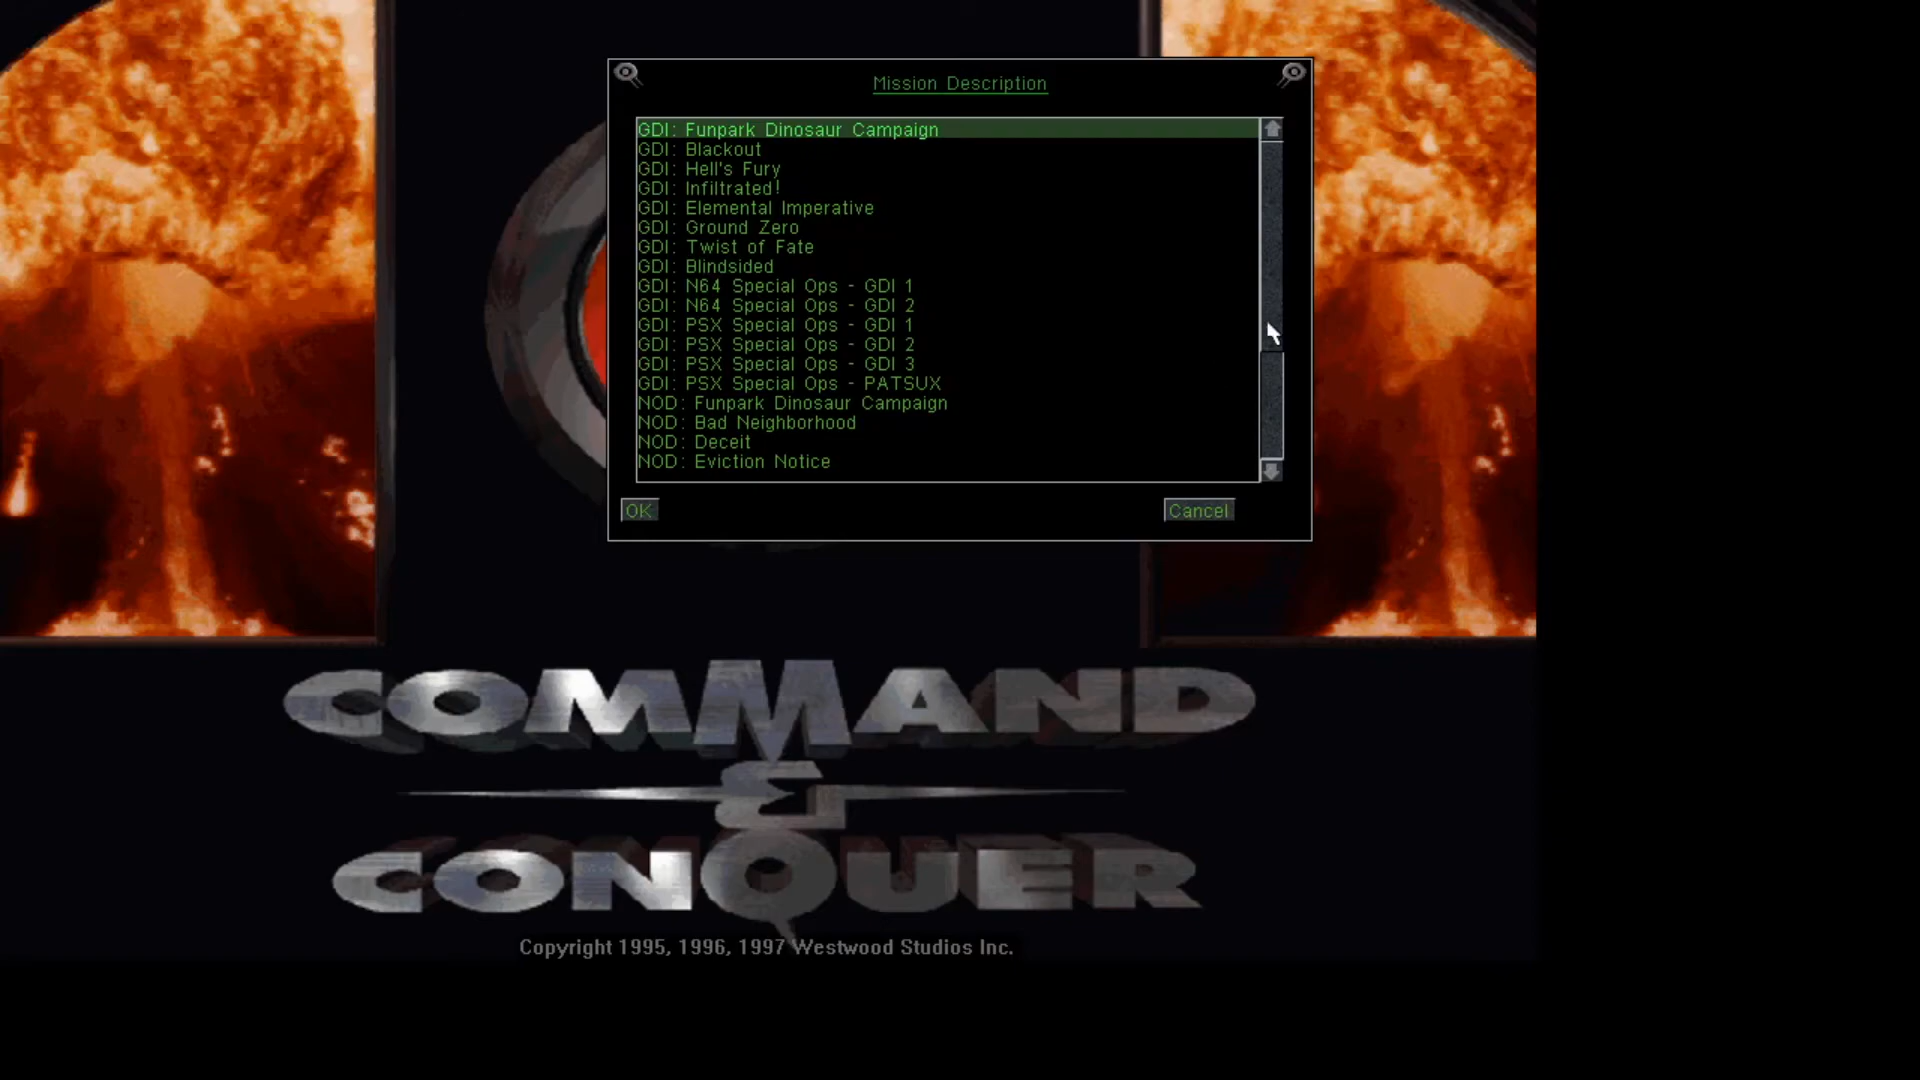 Mission Description
GDI: Funpark Dinosaur Campaign
GDI: Blackout
GDI: Hell's Fury
GDI: Infiltrated!
GDI: Elemental Imperative
GDI: Ground Zero
GDI: Twist of Fate
GDI: Blindsided
GDI: N64 Special Ops - GDI 1
GDI: N64 Special Ops - GDI 2
GDI: PSX Special Ops - GDI 1
GDI: PSX Special Ops - GDI 2
GDI: PSX Special Ops - GDI 3
GDI: PSX Special Ops - PATSUX
NOD: Funpark Dinosaur Campaign
NOD: Bad Neighborhood
NOD: Deceit
NOD: Eviction Notice
OK
Cancel
COMMAND
&
CONQUER
Copyright 1995, 1996, 1997 Westwood Studios Inc.